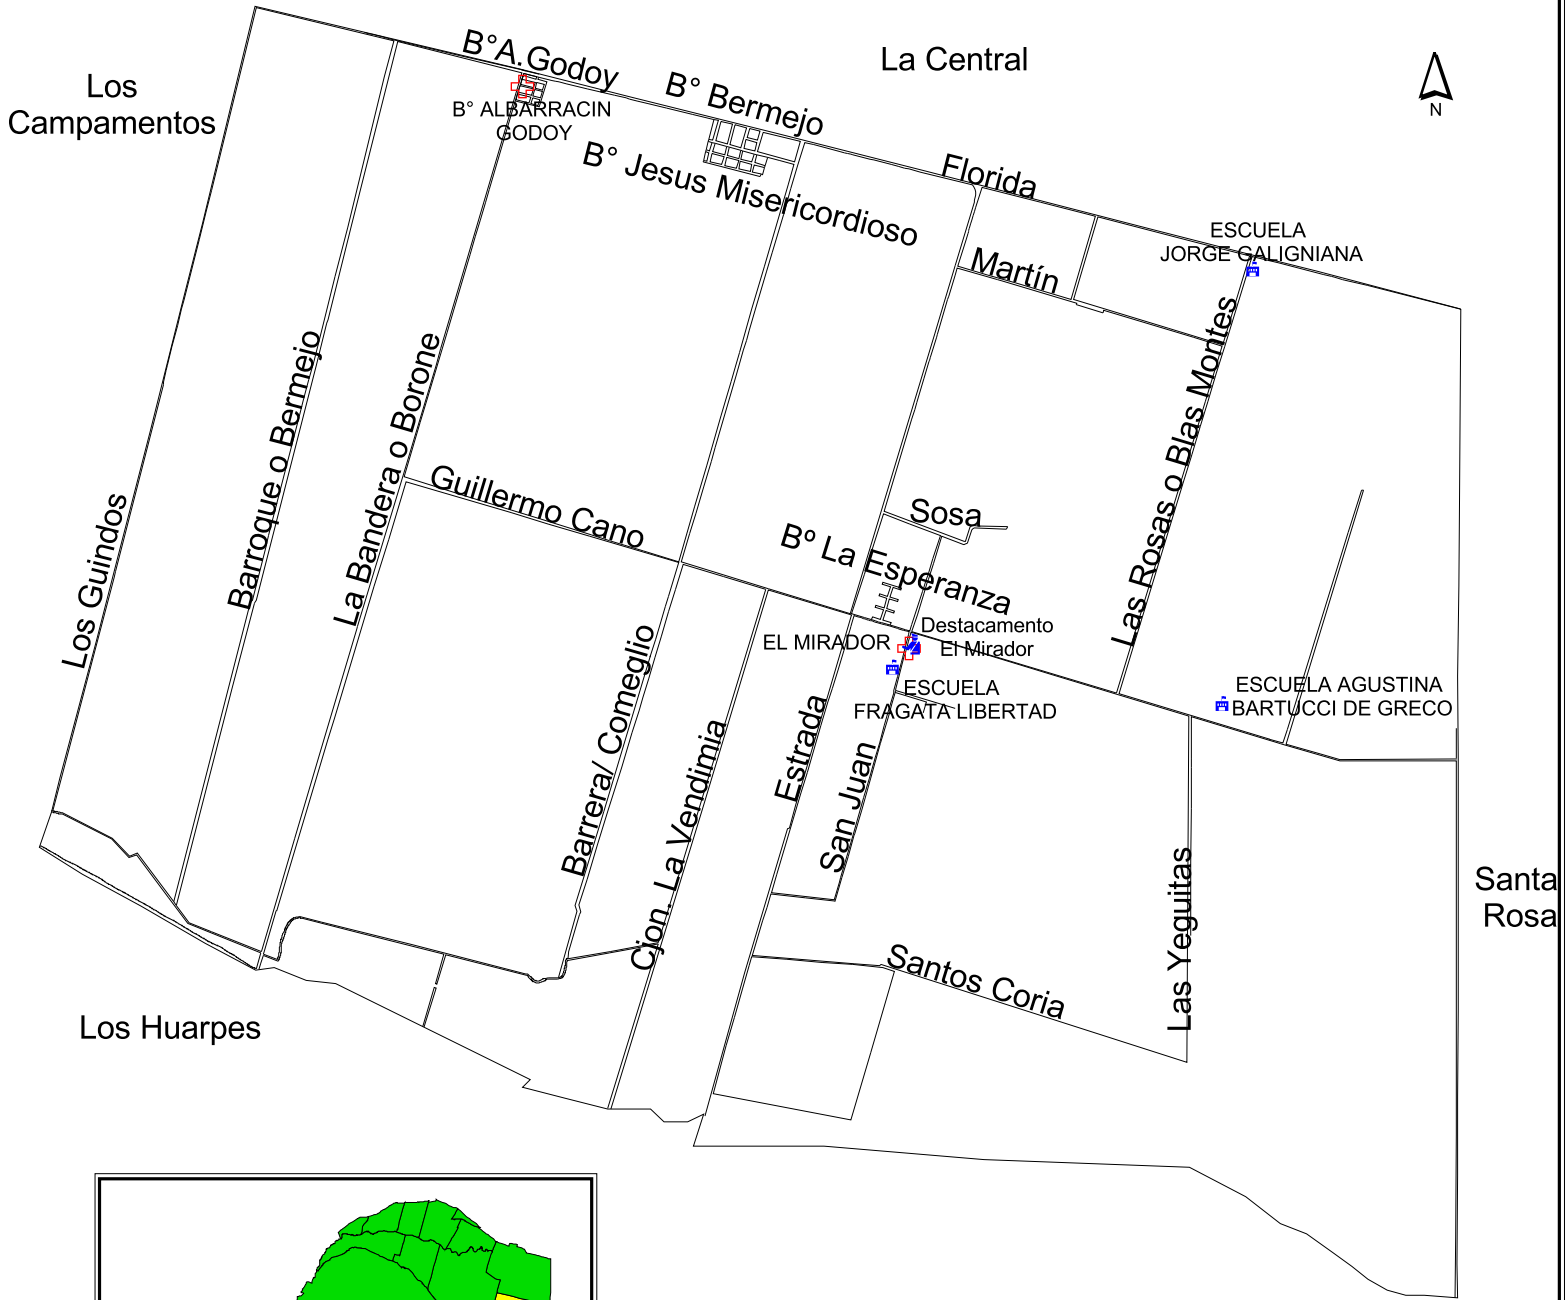 B°A.Godoy
La Central
Los
Campamentos
B° Bermejo
N
B° ALBARRACIN
GODOY
B° Jesus Misericordioso
Florida
ESCUELA
JORGE GALIGNIANA
Martín
Los Guindos
Barroque o Bermejo
La Bandera o Borone
Las Rosas o Blas Montes
Guillermo Cano
Sosa
Bº La Esperanza
EL MIRADOR
Destacamento
El Mirador
ESCUELA
FRAGATA LIBERTAD
ESCUELA AGUSTINA
BARTUCCI DE GRECO
Barrera/ Comeglio
Cjon. La Vendimia
Estrada
San Juan
Las Yeguitas
Santa
Rosa
Santos Coria
Los Huarpes